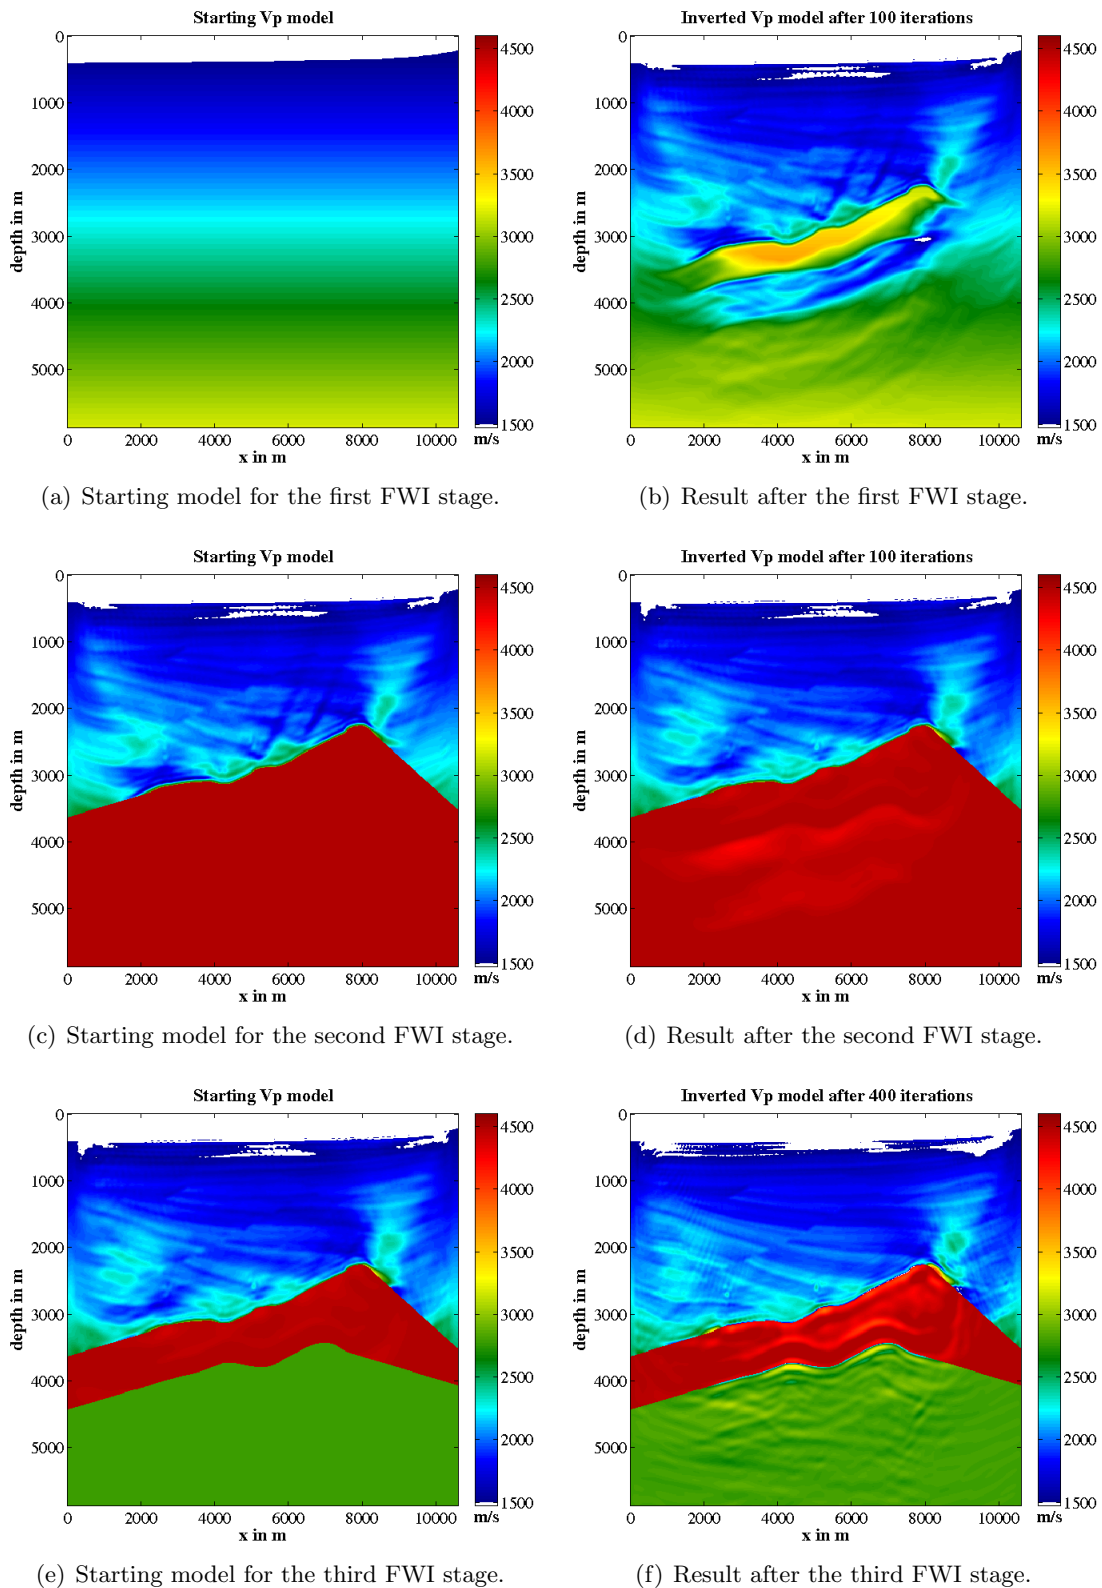 Starting Vp model
0
1000
2000
3000
4000
5000
depth in m
0 2000 4000 6000 8000 10000
x in m
4500
4000
3500
3000
2500
2000
1500
m/s
(a) Starting model for the first FWI stage.
Inverted Vp model after 100 iterations
0
1000
2000
3000
4000
5000
depth in m
0 2000 4000 6000 8000 10000
x in m
4500
4000
3500
3000
2500
2000
1500
m/s
(b) Result after the first FWI stage.
Starting Vp model
0
1000
2000
3000
4000
5000
depth in m
0 2000 4000 6000 8000 10000
x in m
4500
4000
3500
3000
2500
2000
1500
m/s
(c) Starting model for the second FWI stage.
Inverted Vp model after 100 iterations
0
1000
2000
3000
4000
5000
depth in m
0 2000 4000 6000 8000 10000
x in m
4500
4000
3500
3000
2500
2000
1500
m/s
(d) Result after the second FWI stage.
Starting Vp model
0
1000
2000
3000
4000
5000
depth in m
0 2000 4000 6000 8000 10000
x in m
4500
4000
3500
3000
2500
2000
1500
m/s
(e) Starting model for the third FWI stage.
Inverted Vp model after 400 iterations
0
1000
2000
3000
4000
5000
depth in m
0 2000 4000 6000 8000 10000
x in m
4500
4000
3500
3000
2500
2000
1500
m/s
(f) Result after the third FWI stage.